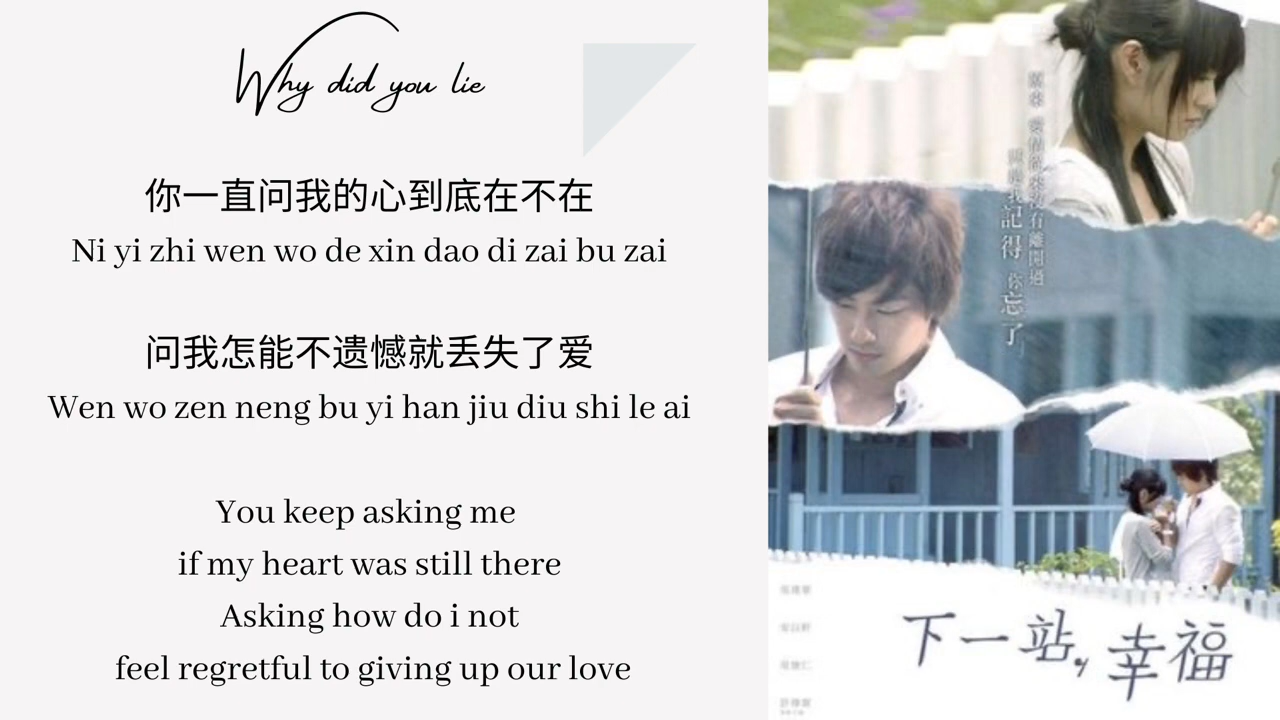 Why did you lie
你一直问我的心到底在不在
Ni yi zhi wen wo de xin dao di zai bu zai
问我怎能不遗憾就丢失了爱
Wen wo zen neng bu yi han jiu diu shi le ai
You keep asking me
if my heart was still there
Asking how do i not
feel regretful to giving up our love
記得 你忘了
下一站, 幸福